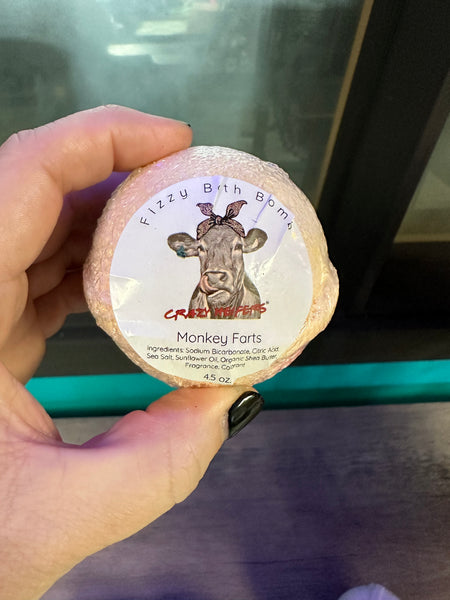 Fizzy Bath Bomb
CRAZY HEIFERS
Monkey Farts
Ingredients: Sodium Bicarbonate, Citric Acid,
Sea Salt, Sunflower Oil, Organic Shea Butter,
Fragrance, Colorant
4.5 oz.